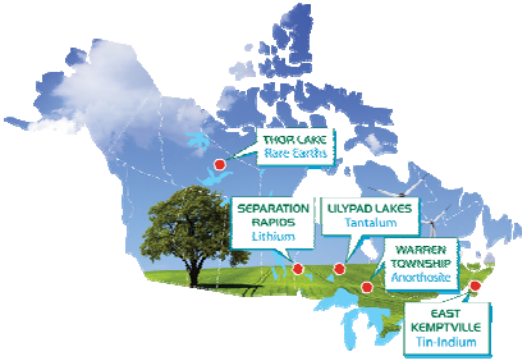 THOR LAKE
Rare Earths
SEPARATION
RAPIDS
Lithium
LILYPAD LAKES
Tantalum
WARREN
TOWNSHIP
Anorthosite
EAST
KEMPTVILLE
Tin-Indium